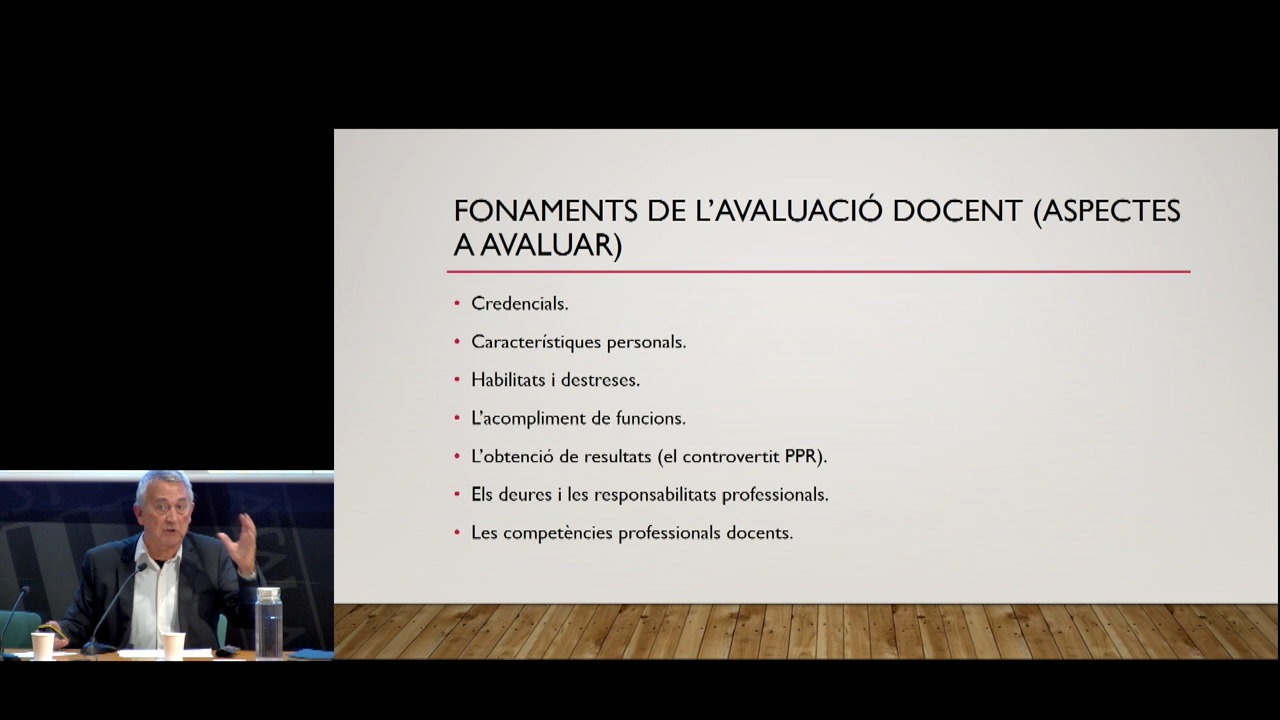 FONAMENTS DE L'AVALUACIÓ DOCENT (ASPECTES
A AVALUAR)
• Credencials.
• Característiques personals.
• Habilitats i destreses.
• L'acompliment de funcions.
• L'obtenció de resultats (el controvertit PPR).
• Els deures i les responsabilitats professionals.
• Les competències professionals docents.